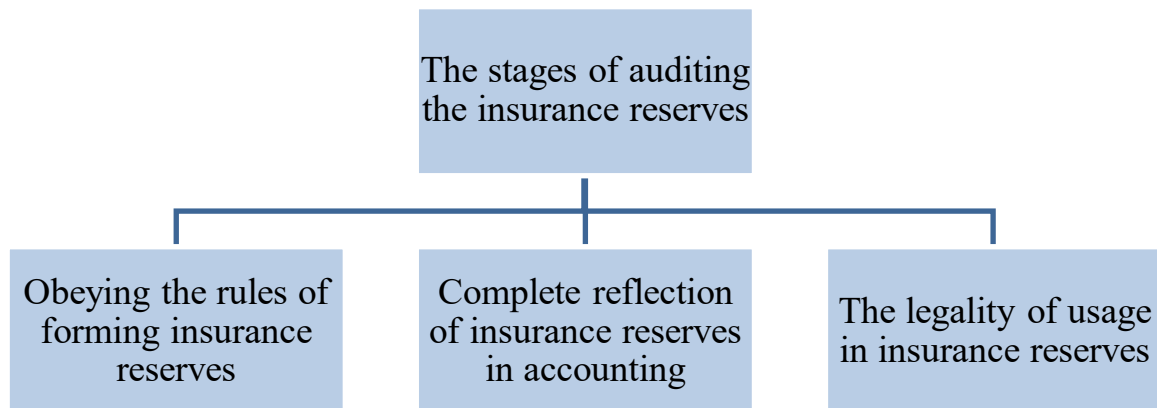 The stages of auditing
the insurance reserves
Obeying the rules of
forming insurance
reserves
Complete reflection
of insurance reserves
in accounting
The legality of usage
in insurance reserves